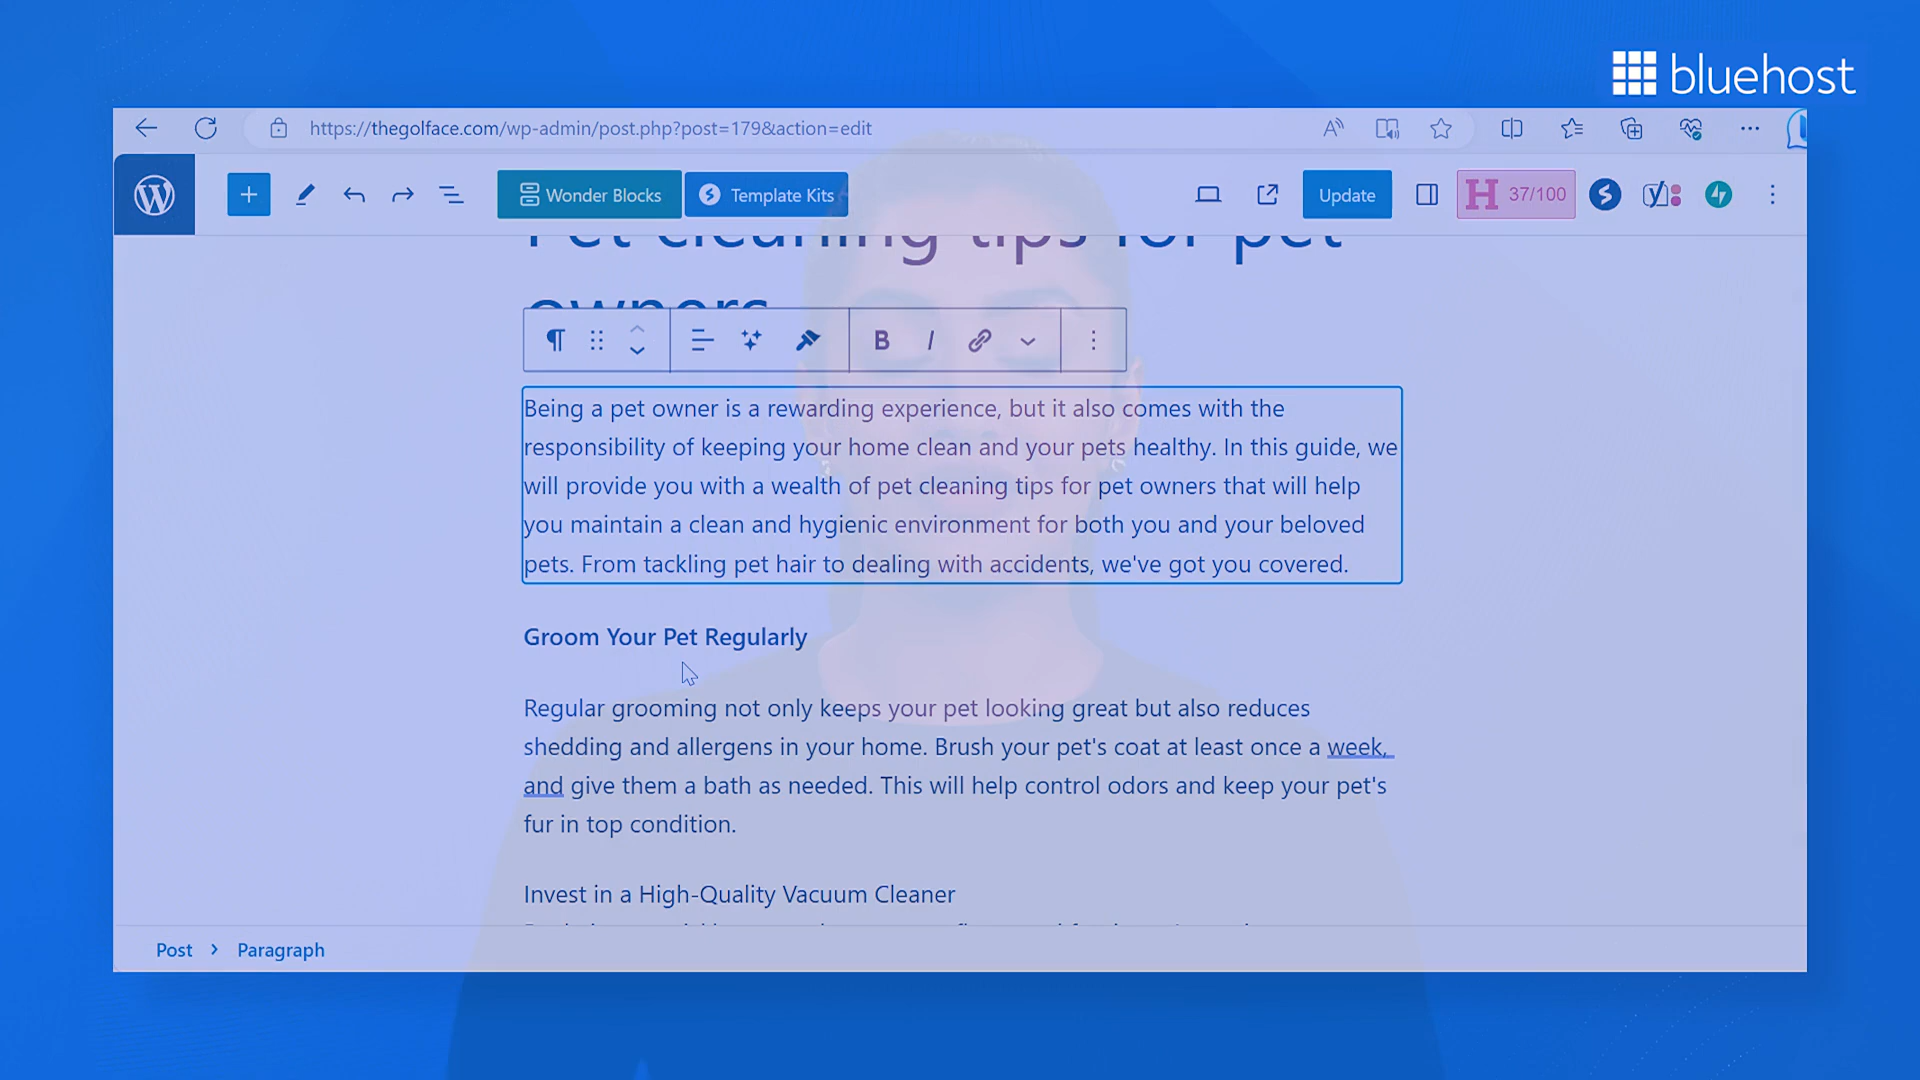 bluehost
https://thegolface.com/wp-admin/post.php?post=179&action=edit
Wonder Blocks
Template Kits
Update
H 37/100
Pet cleaning tips for pet
owners
B I
Being a pet owner is a rewarding experience, but it also comes with the
responsibility of keeping your home clean and your pets healthy. In this guide, we
will provide you with a wealth of pet cleaning tips for pet owners that will help
you maintain a clean and hygienic environment for both you and your beloved
pets. From tackling pet hair to dealing with accidents, we've got you covered.
Groom Your Pet Regularly
Regular grooming not only keeps your pet looking great but also reduces
shedding and allergens in your home. Brush your pet's coat at least once a week,
and give them a bath as needed. This will help control odors and keep your pet's
fur in top condition.
Invest in a High-Quality Vacuum Cleaner
Post > Paragraph